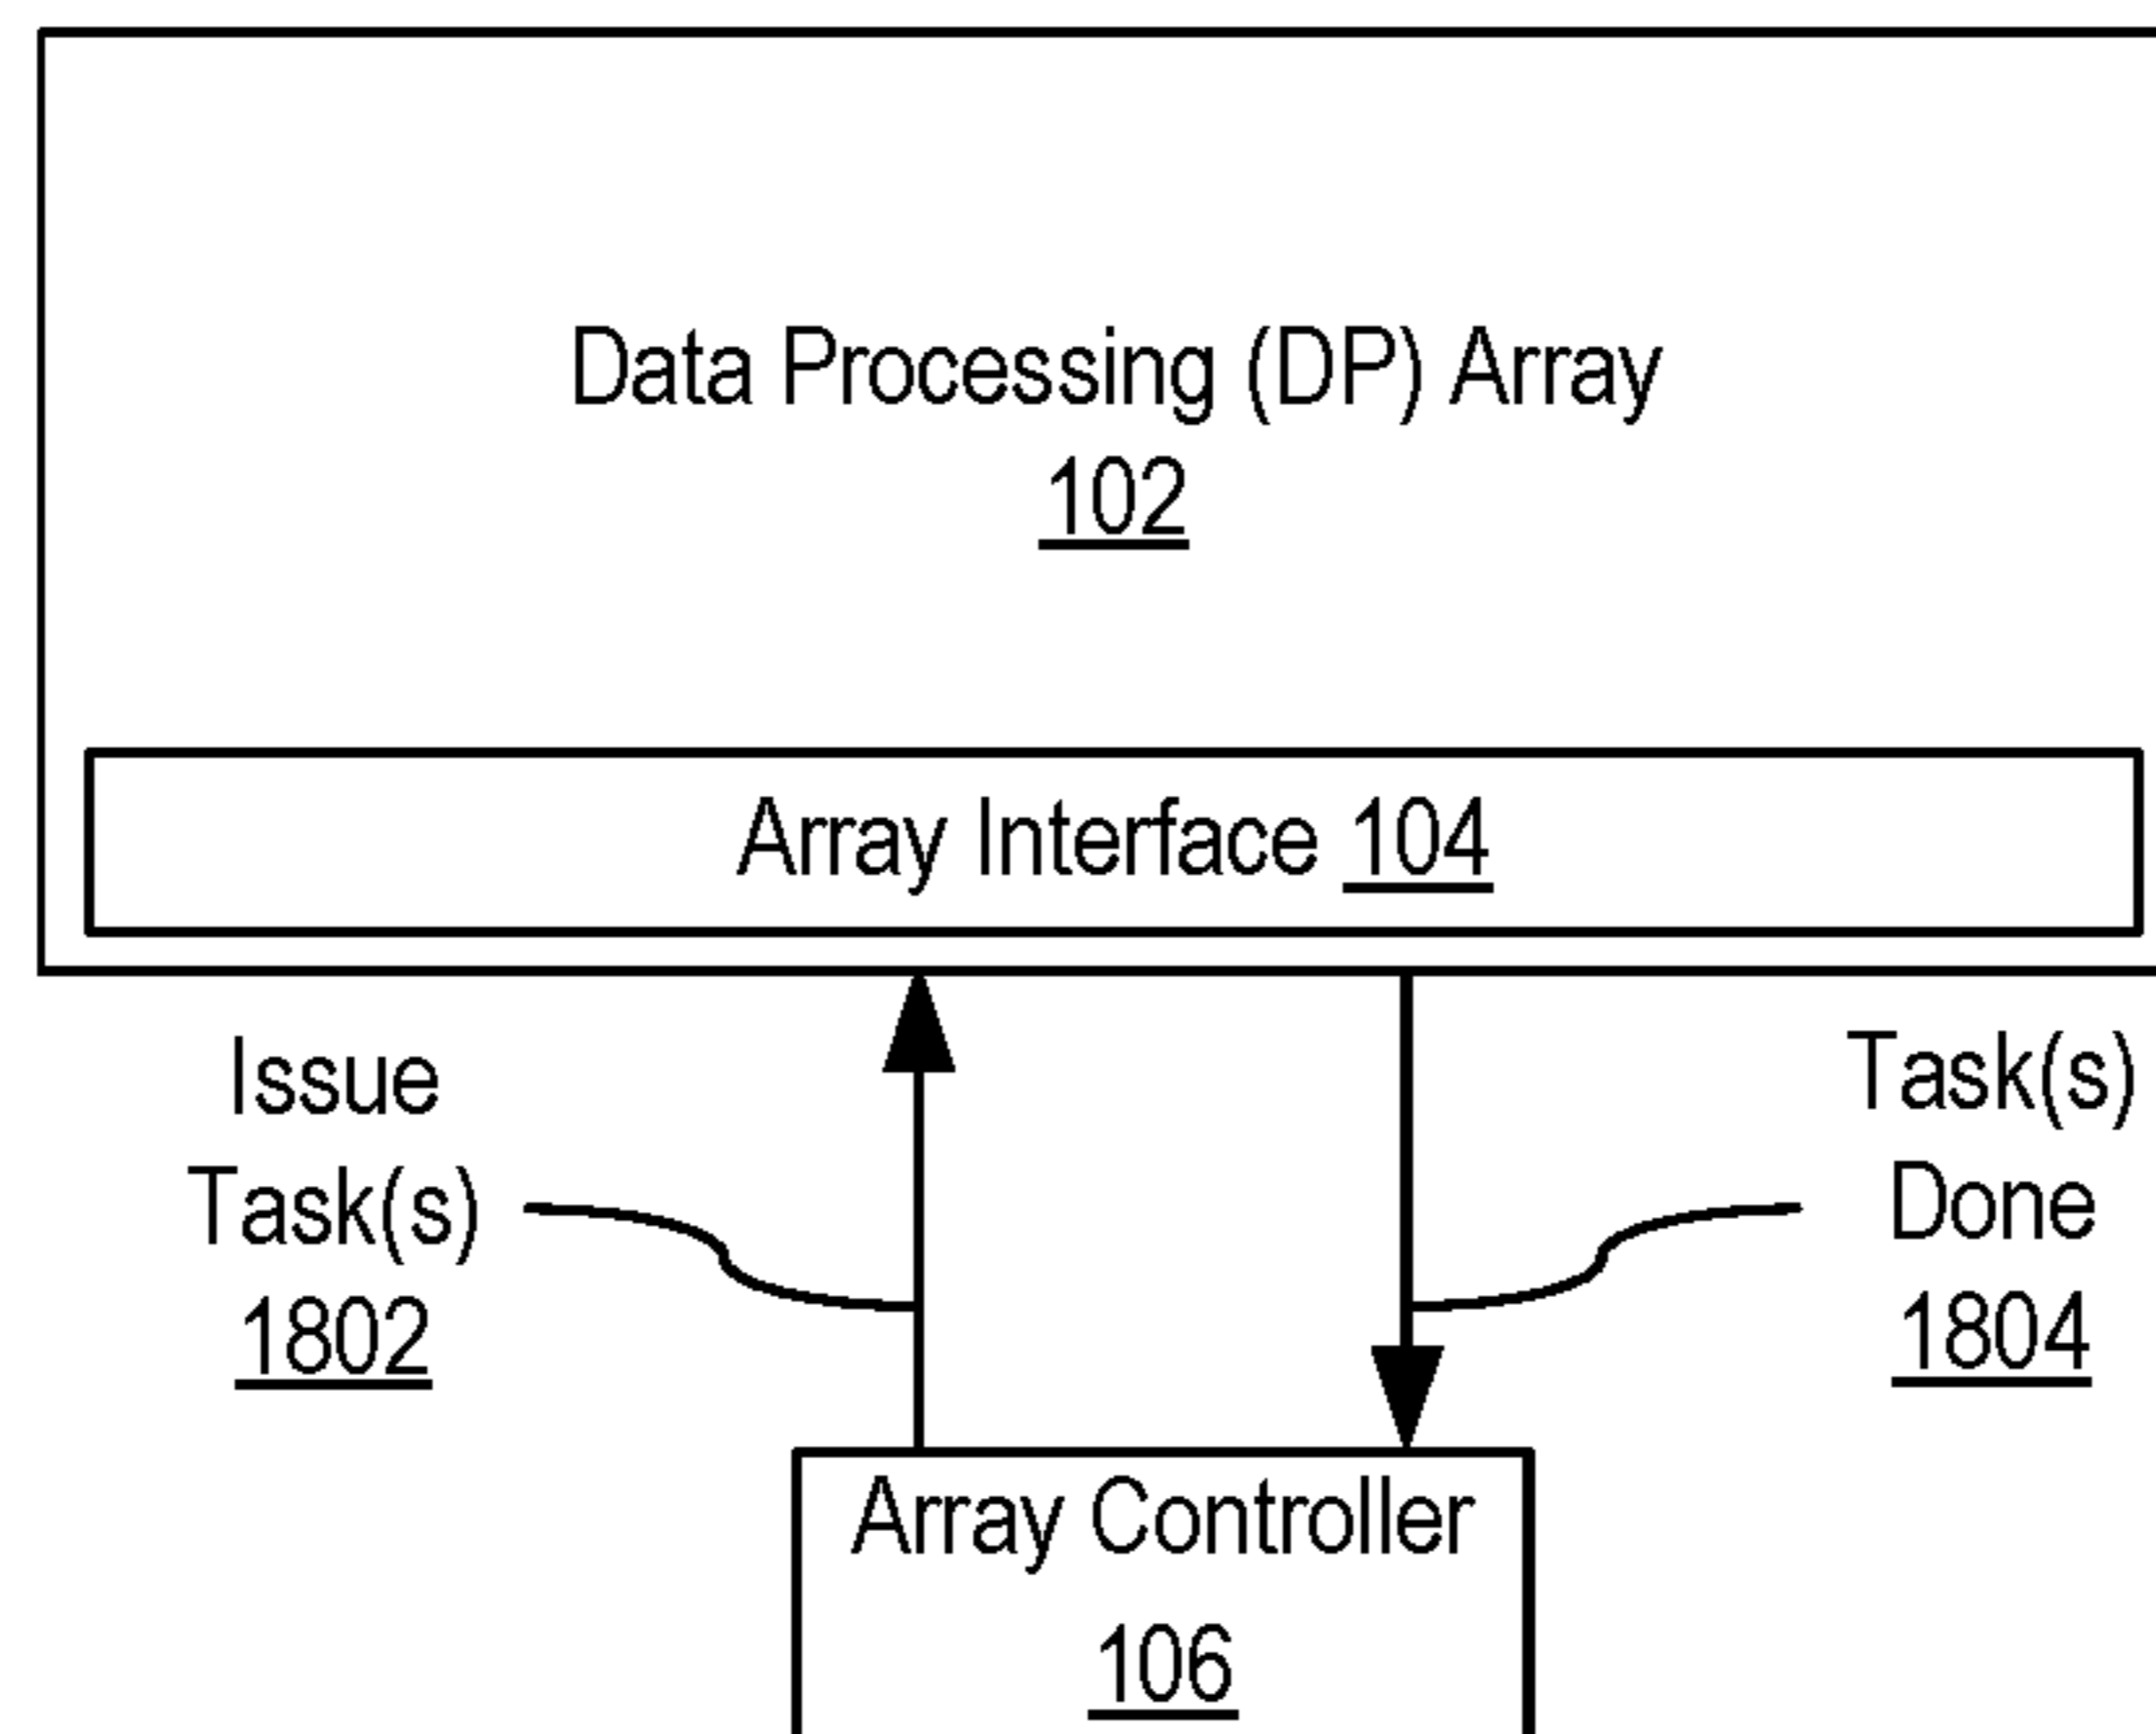 Data Processing (DP) Array
102
Array Interface 104
Issue
Task(s)
1802
Task(s)
Done
1804
Array Controller
106